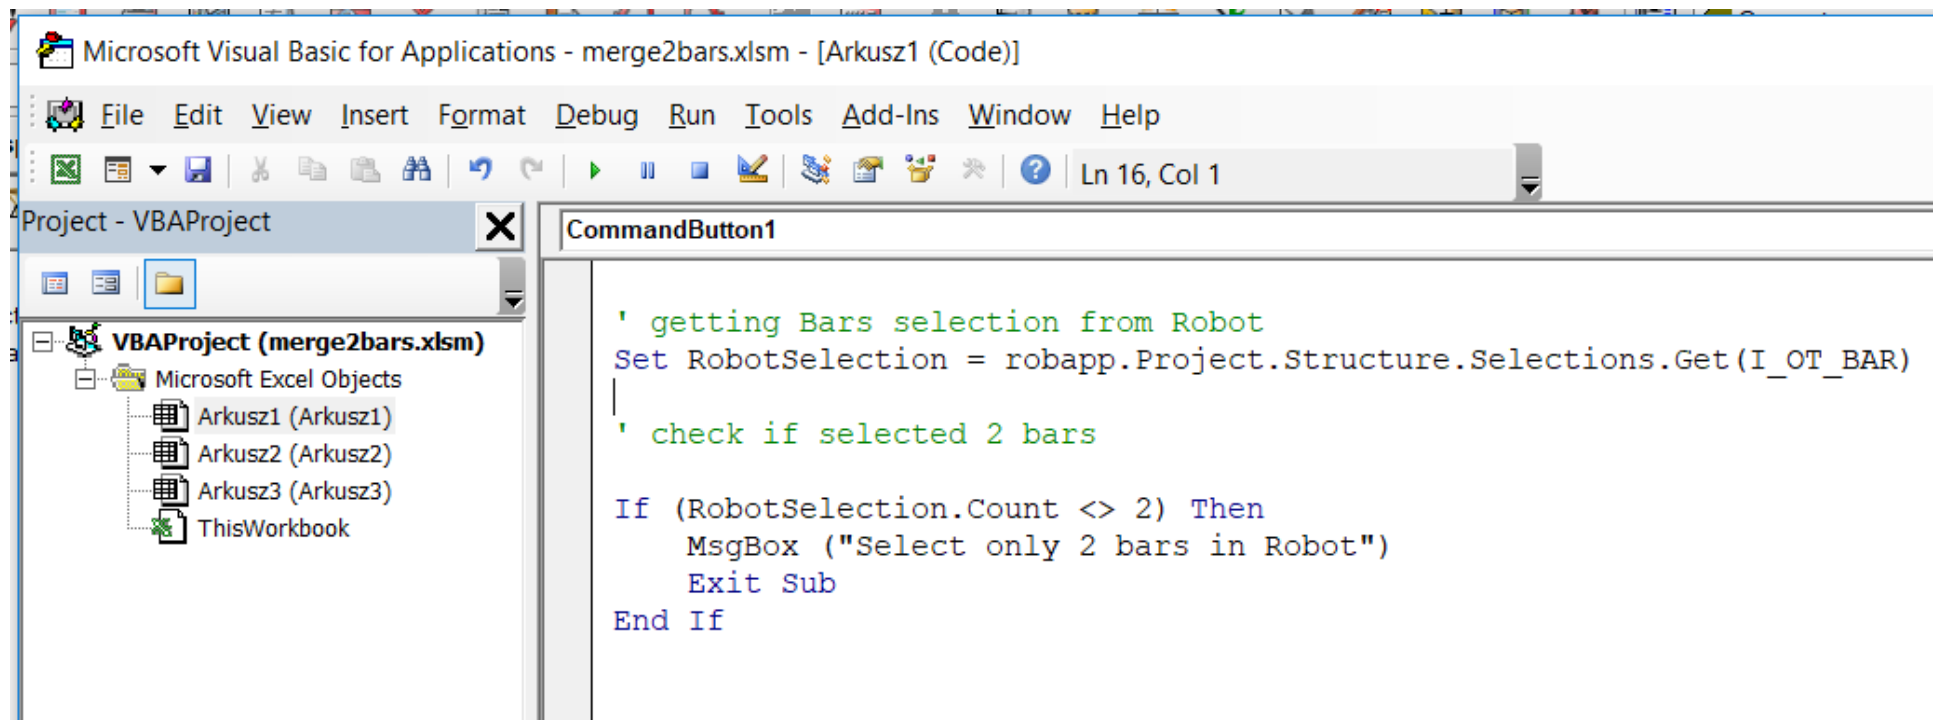 Microsoft Visual Basic for Applications - merge2bars.xlsm - [Arkusz1 (Code)]
File Edit View Insert Format Debug Run Tools Add-Ins Window Help
Ln 16, Col 1
Project - VBAProject
CommandButton1
VBAProject (merge2bars.xlsm)
Microsoft Excel Objects
Arkusz1 (Arkusz1)
Arkusz2 (Arkusz2)
Arkusz3 (Arkusz3)
ThisWorkbook
' getting Bars selection from Robot
Set RobotSelection = robapp.Project.Structure.Selections.Get(I_OT_BAR)
' check if selected 2 bars
If (RobotSelection.Count <> 2) Then
MsgBox ("Select only 2 bars in Robot")
Exit Sub
End If